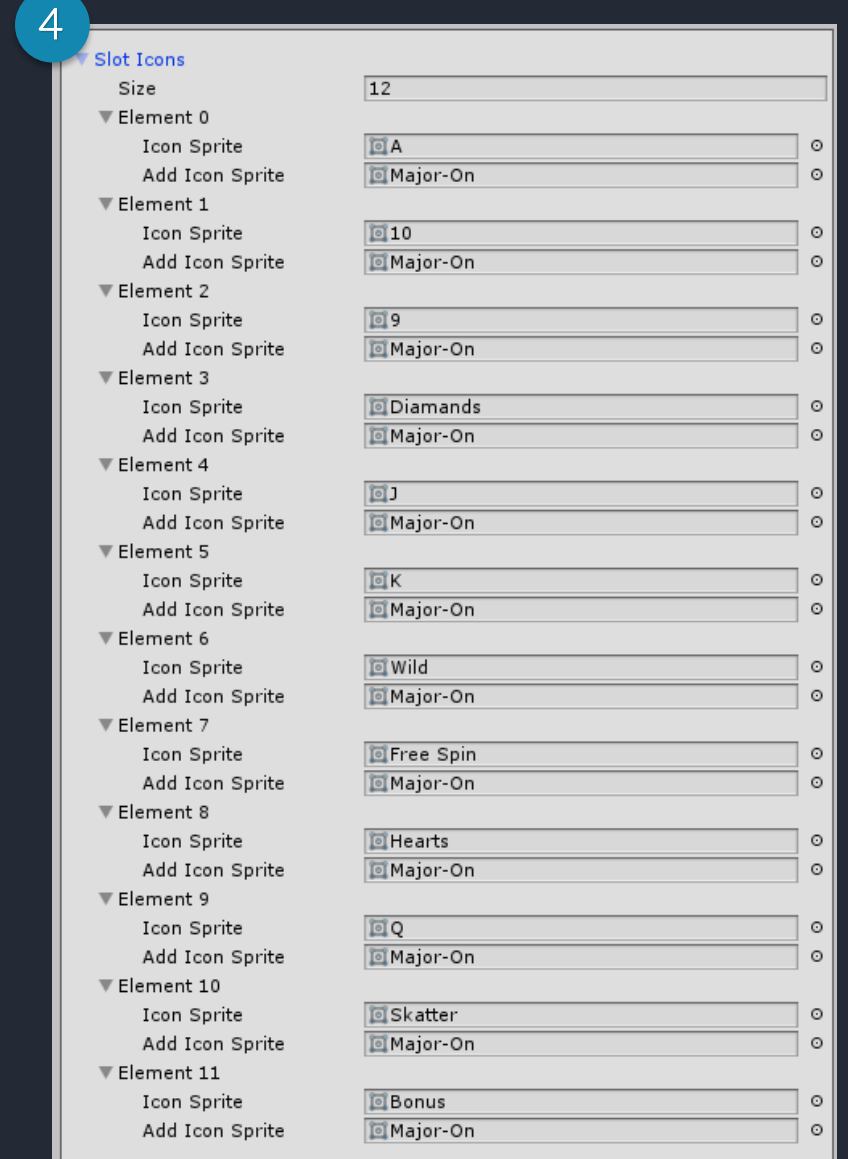 4
Slot Icons
Size 12
Element 0
Icon Sprite A
Add Icon Sprite Major-On
Element 1
Icon Sprite 10
Add Icon Sprite Major-On
Element 2
Icon Sprite 9
Add Icon Sprite Major-On
Element 3
Icon Sprite Diamands
Add Icon Sprite Major-On
Element 4
Icon Sprite J
Add Icon Sprite Major-On
Element 5
Icon Sprite K
Add Icon Sprite Major-On
Element 6
Icon Sprite Wild
Add Icon Sprite Major-On
Element 7
Icon Sprite Free Spin
Add Icon Sprite Major-On
Element 8
Icon Sprite Hearts
Add Icon Sprite Major-On
Element 9
Icon Sprite Q
Add Icon Sprite Major-On
Element 10
Icon Sprite Skatter
Add Icon Sprite Major-On
Element 11
Icon Sprite Bonus
Add Icon Sprite Major-On